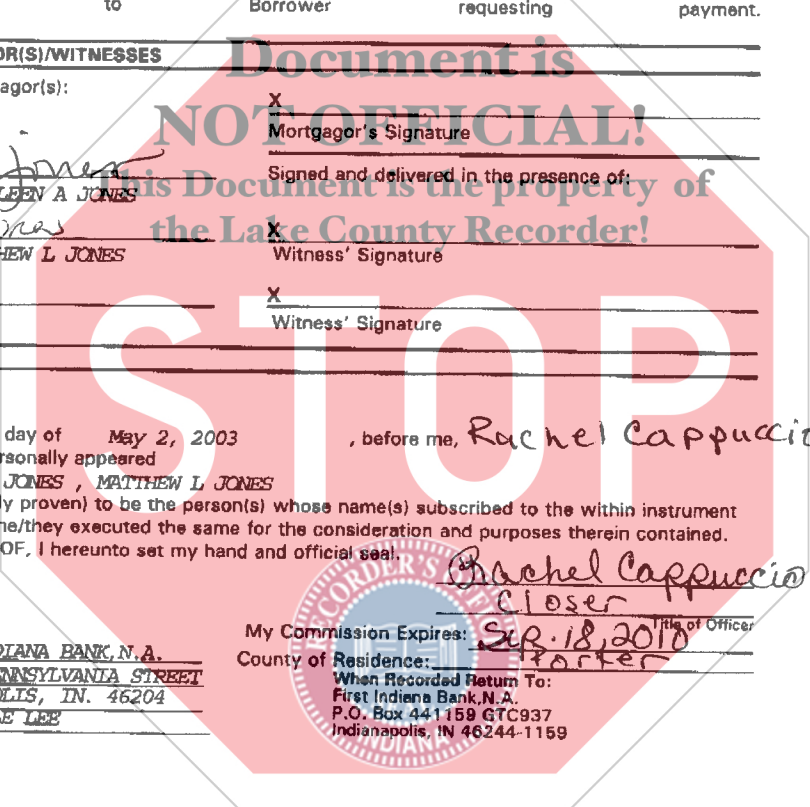 to Borrower requesting payment.
OR(S)/WITNESSES
Document is
agor(s):
X
NOT OFFICIAL!
Mortgagor's Signature
Jones
Signed and delivered in the presence of:
LEEN A JONES
This Document is the property of
the Lake County Recorder!
X
HEW L JONES
Witness' Signature
X
Witness' Signature
STOP
day of May 2, 2003 , before me, Rachel Cappuccio
rsonally appeared
JONES , MATTHEW L JONES
ly proven) to be the person(s) whose name(s) subscribed to the within instrument
he/they executed the same for the consideration and purposes therein contained.
OF, I hereunto set my hand and official seal.
RECORDER'S OFFI
Rachel Cappuccio
Closer
Title of Officer
My Commission Expires: Sep. 18, 2010
DIANA BANK, N.A.
County of Residence: Porter
NNSYLVANIA STREET
When Recorded Return To:
OLIS, IN. 46204
First Indiana Bank, N.A.
E LEE
P.O. Box 441159 GTC937
Indianapolis, IN 46244-1159
INDIANA